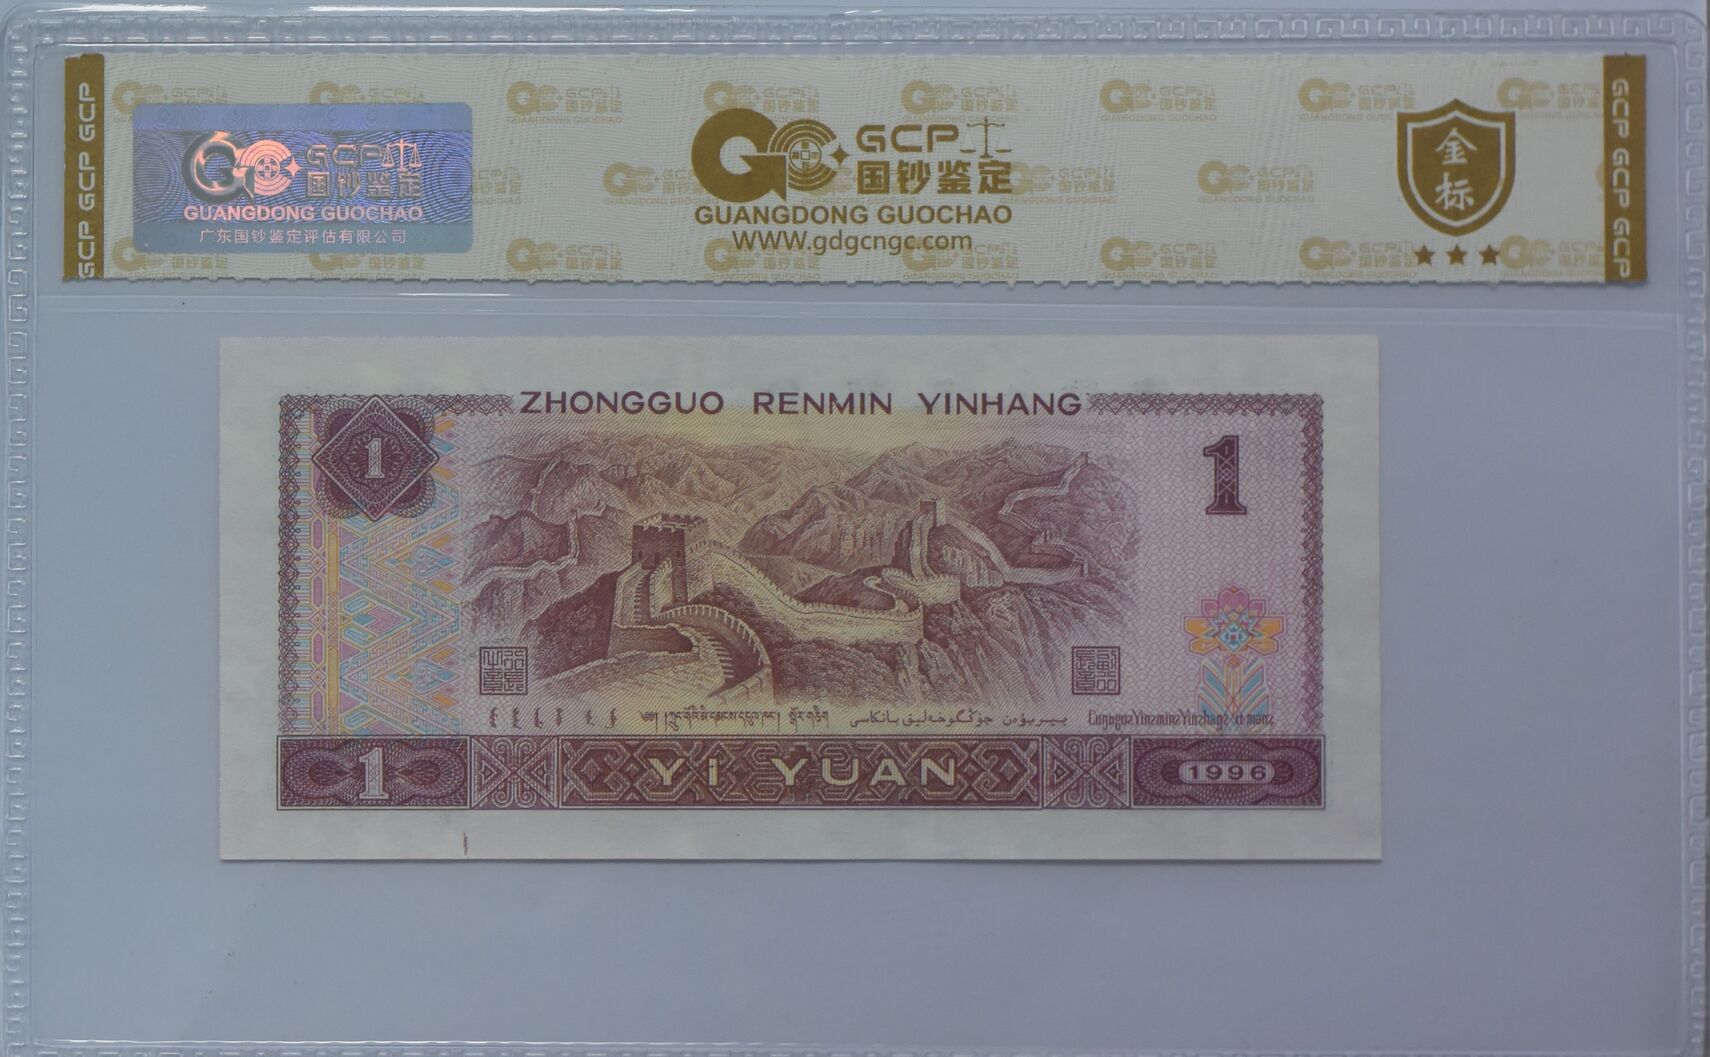 GCP GCP GCP
GCP
国钞鉴定
GUANGDONG GUOCHAO
广东国钞鉴定评估有限公司
GCP
国钞鉴定
GUANGDONG GUOCHAO
WWW.gdgcngc.com
金标
GCP GCP GCP
ZHONGGUO RENMIN YINHANG
1
1
1
YI YUAN
1996